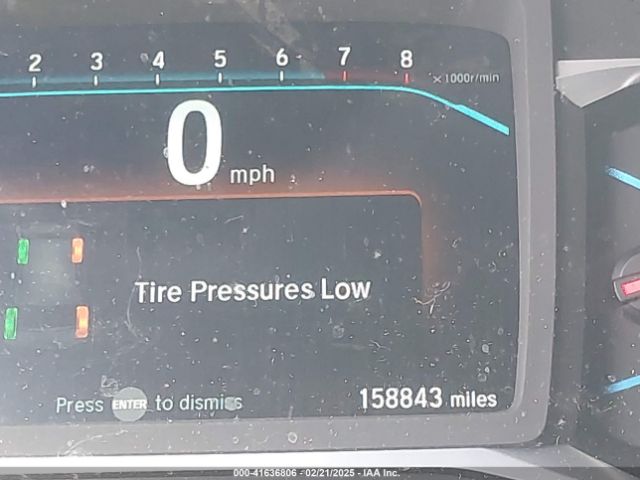 2 3 4 5 6 7 8
×1000r/min
0 mph
Tire Pressures Low
Press ENTER to dismiss
158843 miles
000-41636806 - 02/21/2025 - IAA Inc.